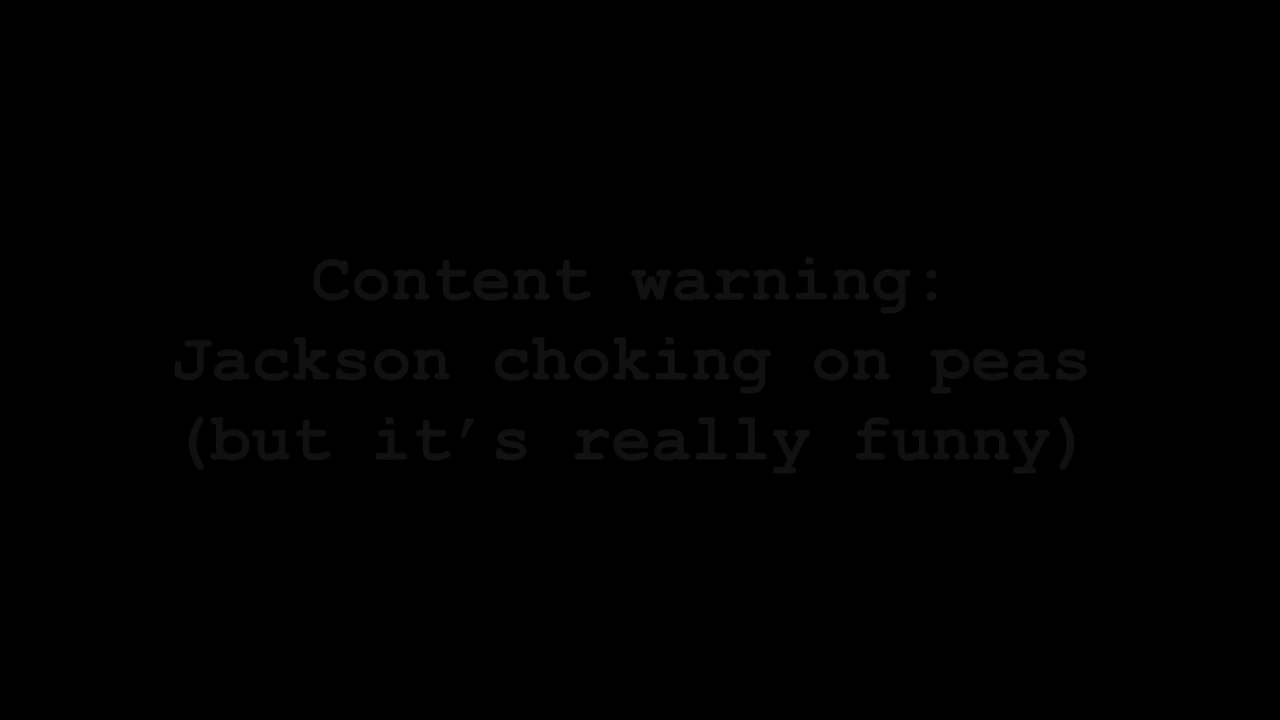 Content warning:
Jackson choking on peas
(but it’s really funny)